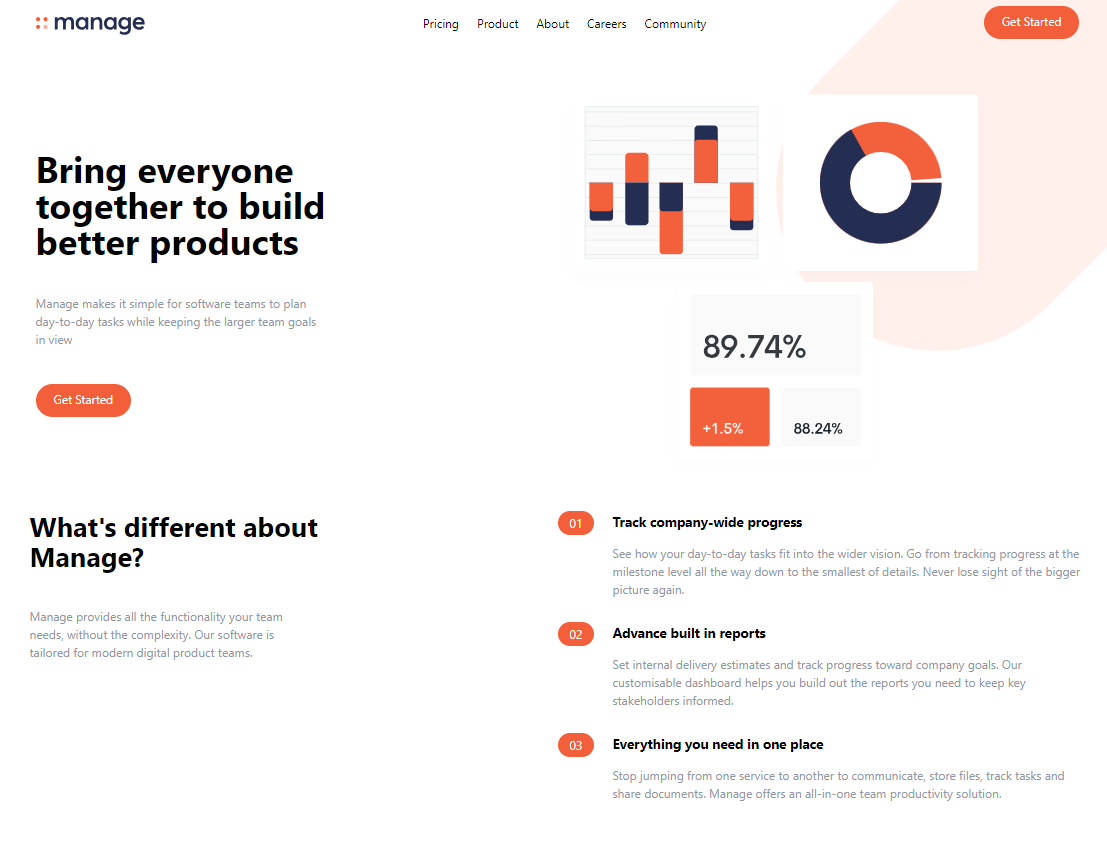 manage
Pricing Product About Careers Community
Get Started
Bring everyone
together to build
better products
Manage makes it simple for software teams to plan
day-to-day tasks while keeping the larger team goals
in view
Get Started
89.74%
+1.5%
88.24%
What's different about
Manage?
Manage provides all the functionality your team
needs, without the complexity. Our software is
tailored for modern digital product teams.
01 Track company-wide progress
See how your day-to-day tasks fit into the wider vision. Go from tracking progress at the
milestone level all the way down to the smallest of details. Never lose sight of the bigger
picture again.
02 Advance built in reports
Set internal delivery estimates and track progress toward company goals. Our
customisable dashboard helps you build out the reports you need to keep key
stakeholders informed.
03 Everything you need in one place
Stop jumping from one service to another to communicate, store files, track tasks and
share documents. Manage offers an all-in-one team productivity solution.